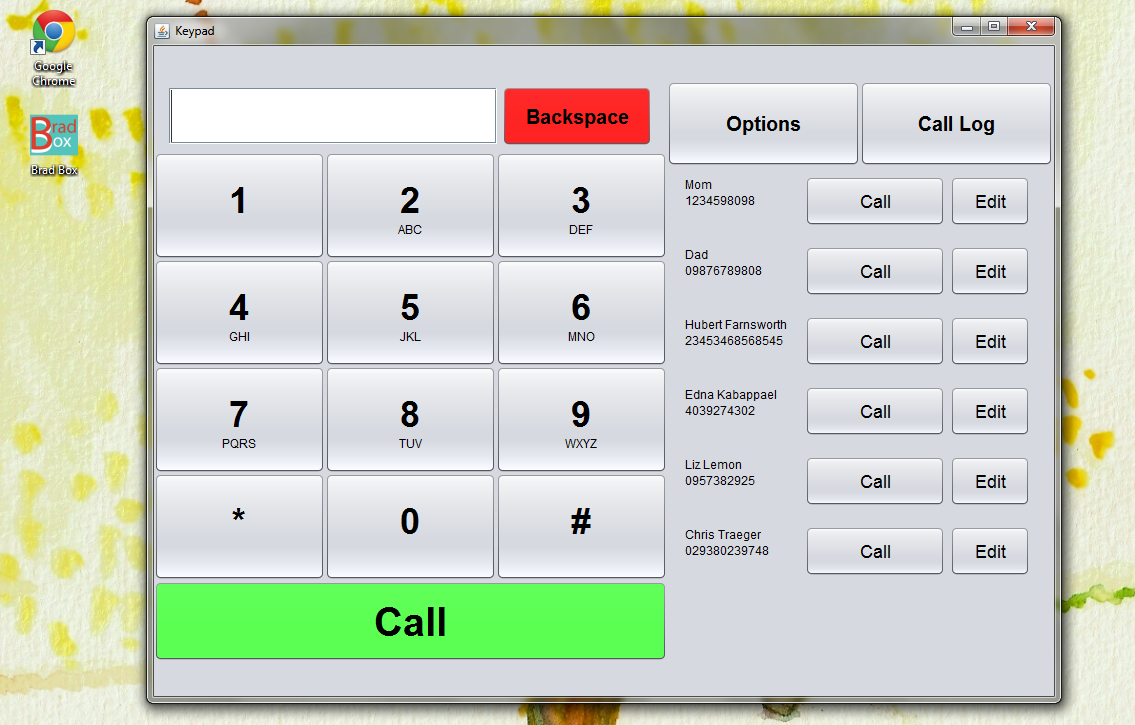 Google
Chrome
Brad
Box
Brad Box
Keypad
Backspace
Options
Call Log
1
2
ABC
3
DEF
4
GHI
5
JKL
6
MNO
7
PQRS
8
TUV
9
WXYZ
*
0
#
Call
Mom
1234598098
Call
Edit
Dad
09876789808
Call
Edit
Hubert Farnsworth
23453468568545
Call
Edit
Edna Kabappael
4039274302
Call
Edit
Liz Lemon
0957382925
Call
Edit
Chris Traeger
029380239748
Call
Edit